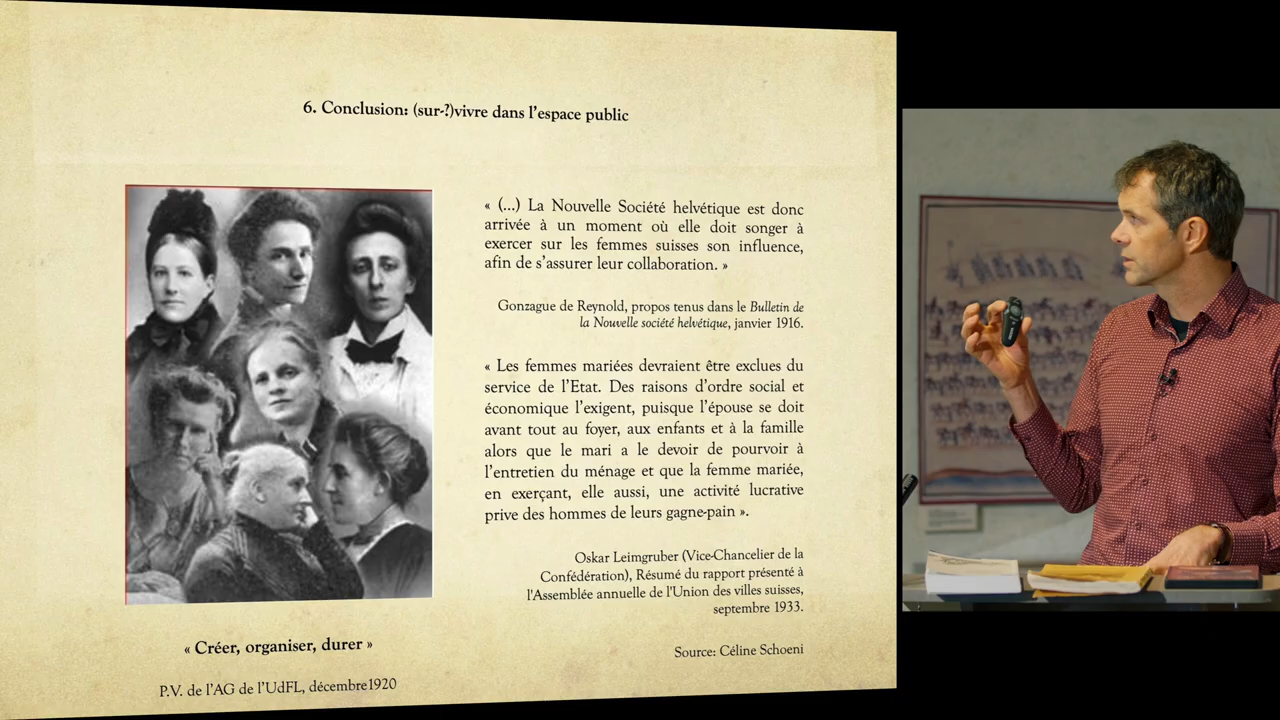 6. Conclusion: (sur-?)vivre dans l'espace public
« (...) La Nouvelle Société helvétique est donc
arrivée à un moment où elle doit songer à
exercer sur les femmes suisses son influence,
afin de s'assurer leur collaboration. »
Gonzague de Reynold, propos tenus dans le Bulletin de
la Nouvelle société helvétique, janvier 1916.
« Les femmes mariées devraient être exclues du
service de l'Etat. Des raisons d'ordre social et
économique l'exigent, puisque l'épouse se doit
avant tout au foyer, aux enfants et à la famille
alors que le mari a le devoir de pourvoir à
l'entretien du ménage et que la femme mariée,
en exerçant, elle aussi, une activité lucrative
prive des hommes de leurs gagne-pain ».
Oskar Leimgruber (Vice-Chancelier de la
Confédération), Résumé du rapport présenté à
l'Assemblée annuelle de l'Union des villes suisses,
septembre 1933.
Source: Céline Schoeni
« Créer, organiser, durer »
P.V. de l'AG de l'UdFL, décembre1920